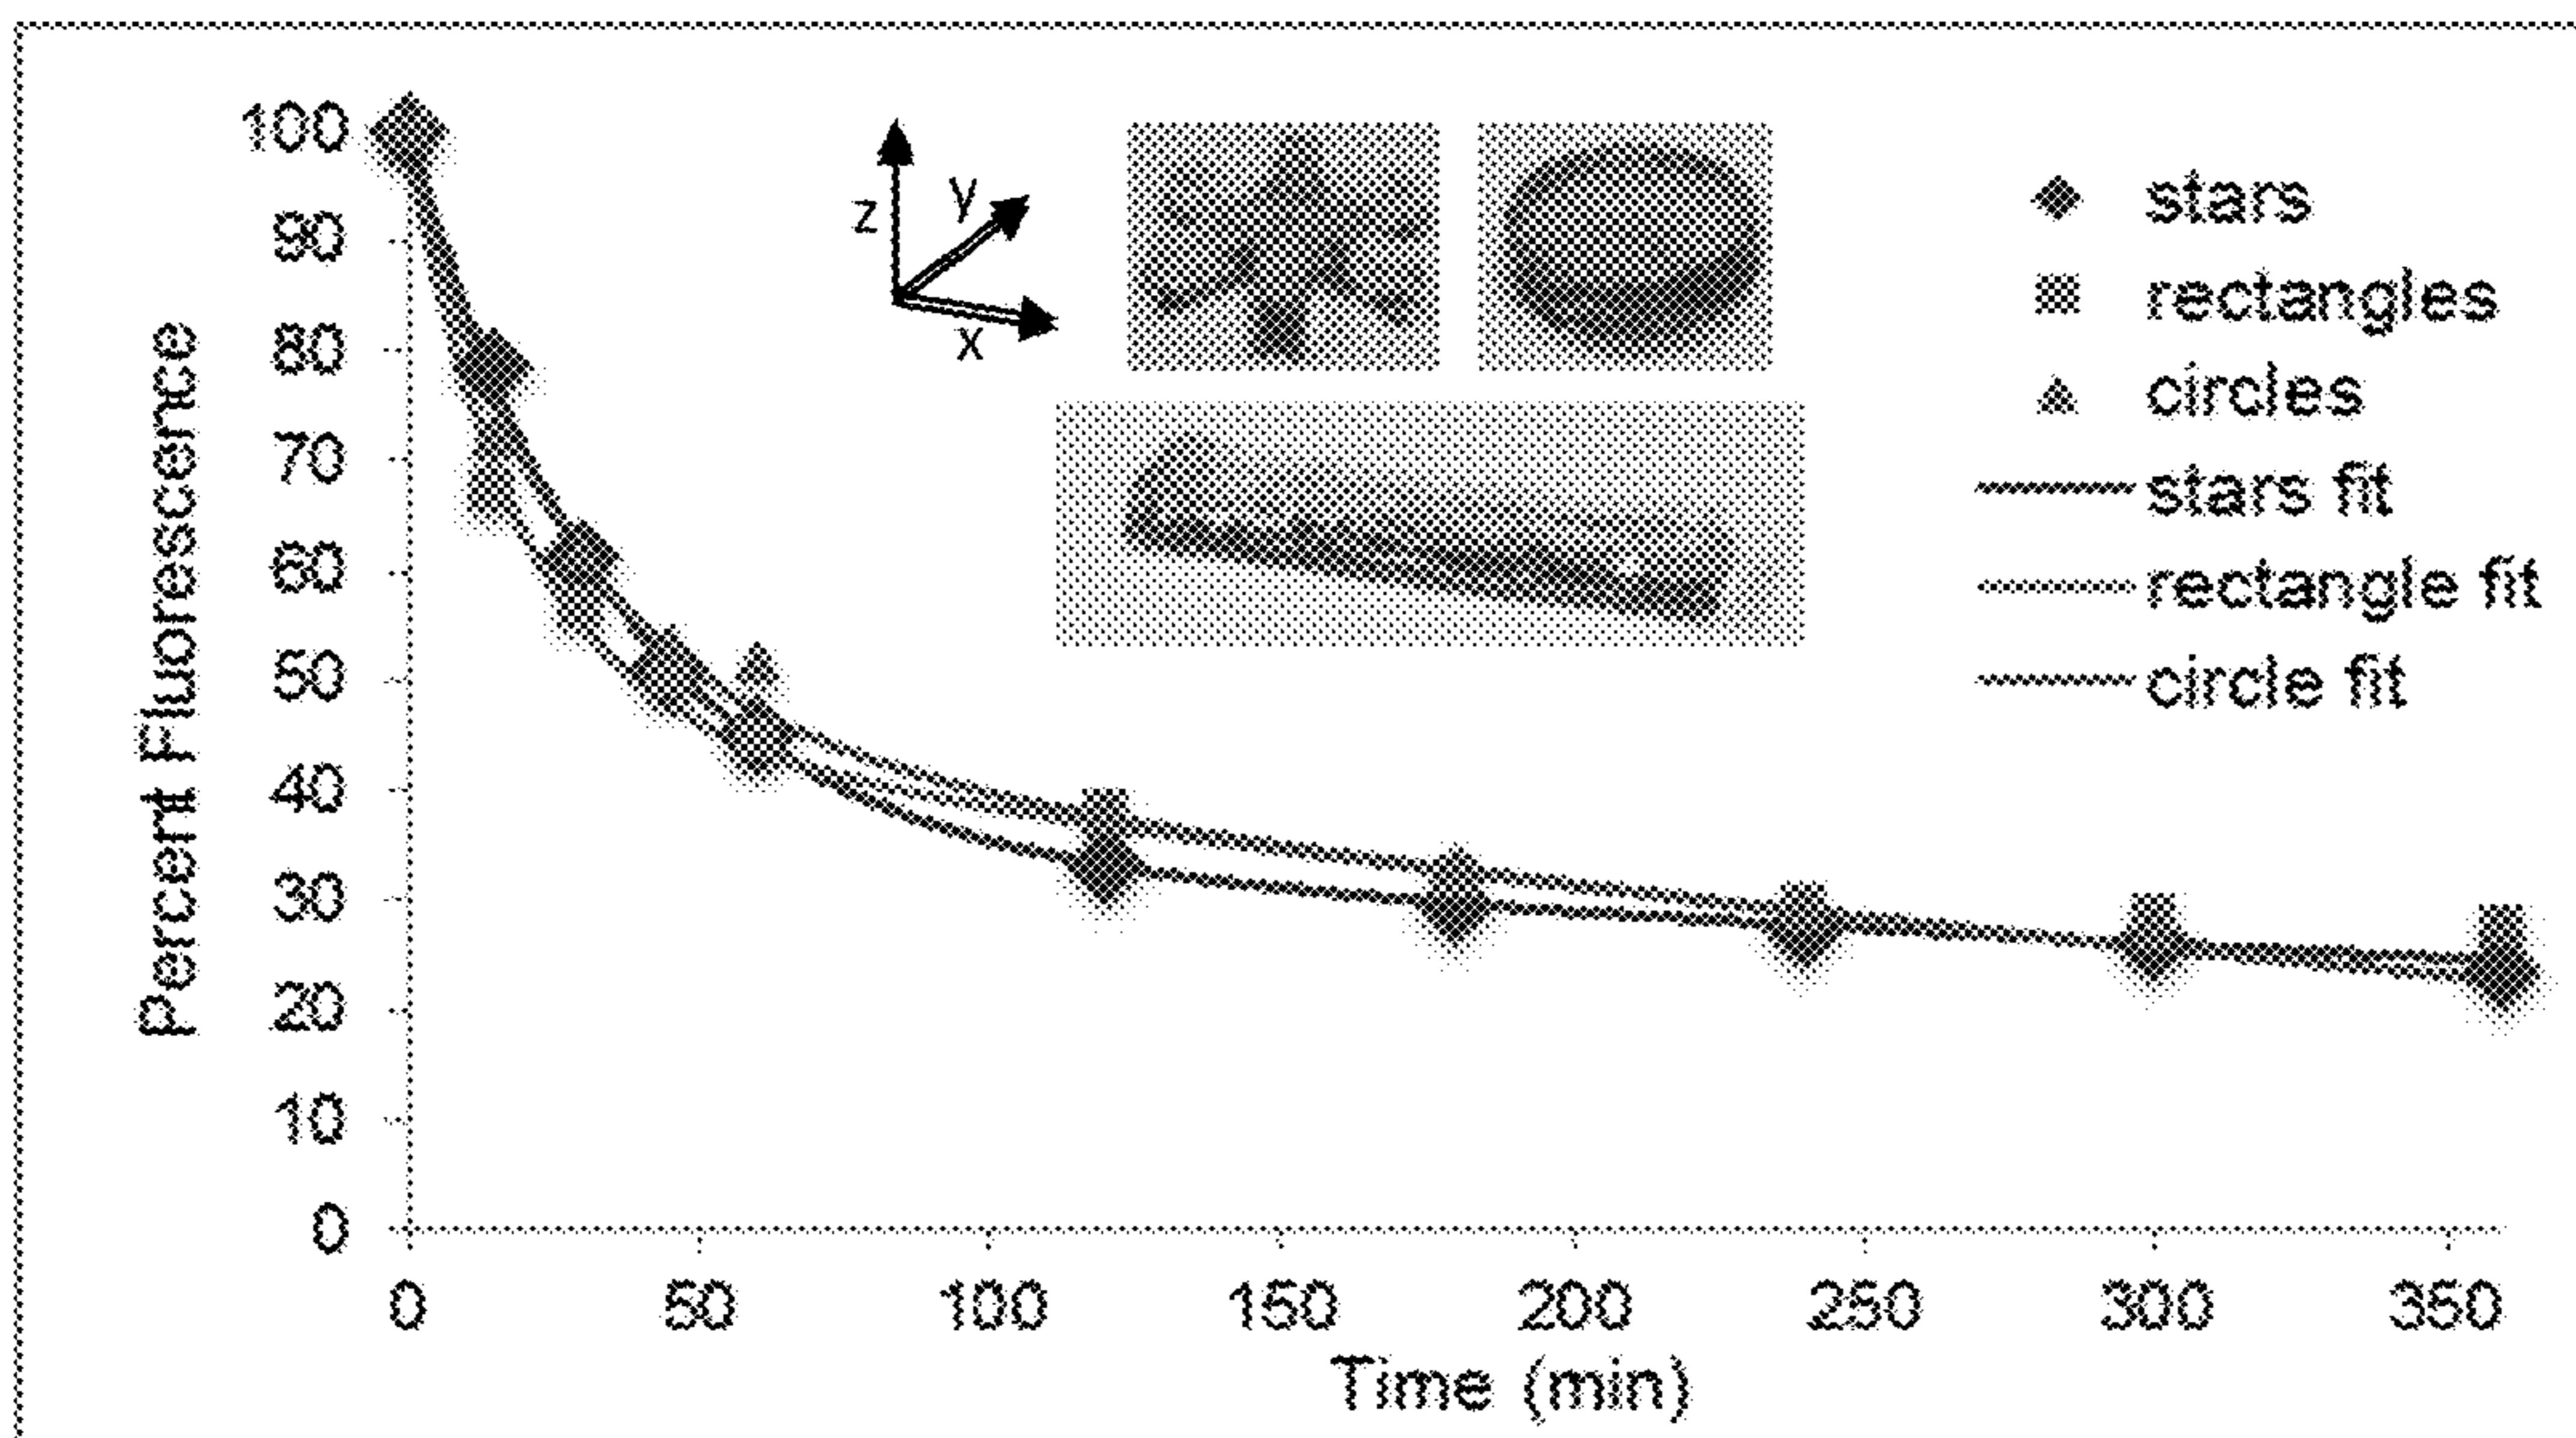 100
90
80
70
60
50
40
30
20
10
0
Percent Fluorescence
z
y
x
stars
rectangles
circles
stars fit
rectangle fit
circle fit
0 50 100 150 200 250 300 350
Time (min)